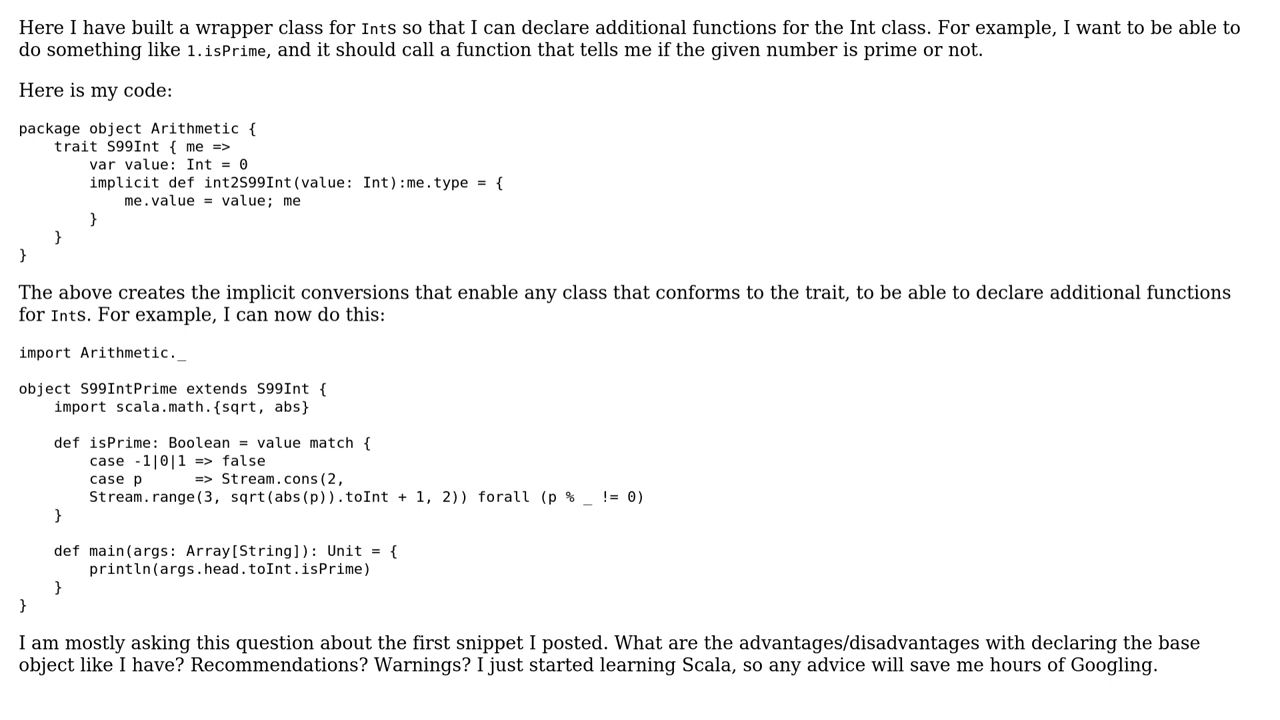 Here I have built a wrapper class for Ints so that I can declare additional functions for the Int class. For example, I want to be able to
do something like 1.isPrime, and it should call a function that tells me if the given number is prime or not.
Here is my code:
package object Arithmetic {
    trait S99Int { me =>
        var value: Int = 0
        implicit def int2S99Int(value: Int):me.type = {
            me.value = value; me
        }
    }
}
The above creates the implicit conversions that enable any class that conforms to the trait, to be able to declare additional functions
for Ints. For example, I can now do this:
import Arithmetic._
object S99IntPrime extends S99Int {
    import scala.math.{sqrt, abs}
    def isPrime: Boolean = value match {
        case -1|0|1 => false
        case p      => Stream.cons(2,
        Stream.range(3, sqrt(abs(p)).toInt + 1, 2)) forall (p % _ != 0)
    }
    def main(args: Array[String]): Unit = {
        println(args.head.toInt.isPrime)
    }
}
I am mostly asking this question about the first snippet I posted. What are the advantages/disadvantages with declaring the base
object like I have? Recommendations? Warnings? I just started learning Scala, so any advice will save me hours of Googling.